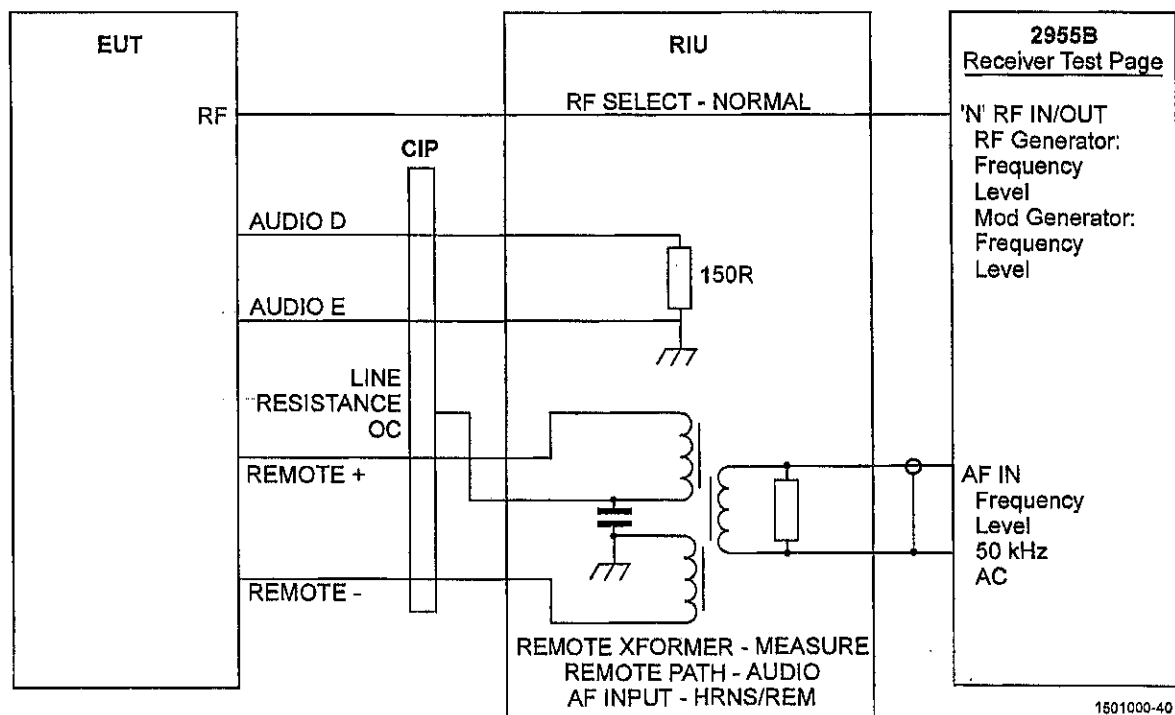 EUT
RIU
2955B
Receiver Test Page
RF
RF SELECT - NORMAL
'N' RF IN/OUT
RF Generator:
Frequency
Level
Mod Generator:
Frequency
Level
CIP
AUDIO D
150R
AUDIO E
LINE
RESISTANCE
OC
REMOTE +
AF IN
Frequency
Level
50 kHz
AC
REMOTE -
REMOTE XFORMER - MEASURE
REMOTE PATH - AUDIO
AF INPUT - HRNS/REM
1501000-40